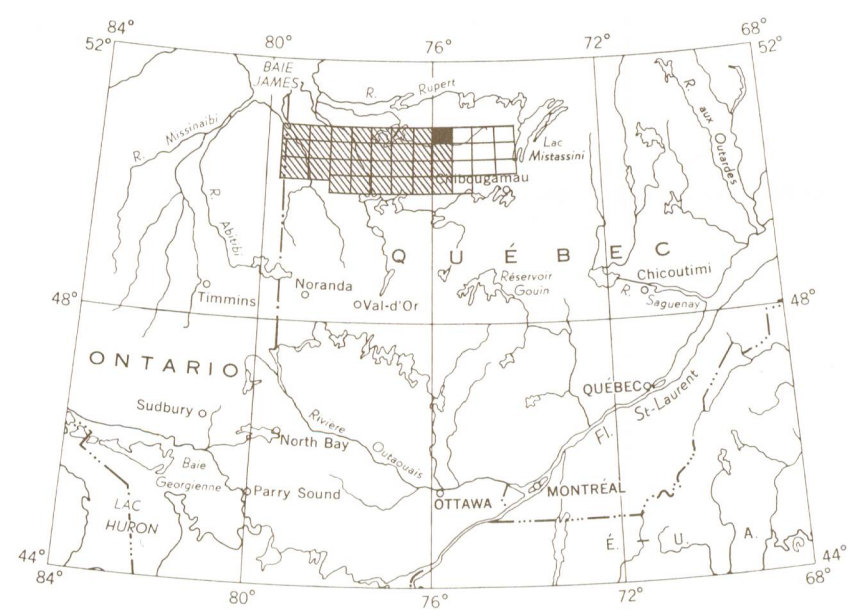 84°
80°
76°
72°
68°
52°
52°
BAIE
JAMES
R. Rupert
R. aux Outardes
R. Missinaibi
Lac
Mistassini
Chibougamau
R. Abitibi
QUÉBEC
Chicoutimi
R. Saguenay
Réservoir
Gouin
Noranda
Timmins
Val-d'Or
48°
48°
ONTARIO
QUÉBEC
Fl. St-Laurent
Sudbury
North Bay
Rivière Outaouais
Baie
Georgienne
Parry Sound
OTTAWA
MONTRÉAL
LAC
HURON
É. U. A.
44°
44°
84°
80°
76°
72°
68°